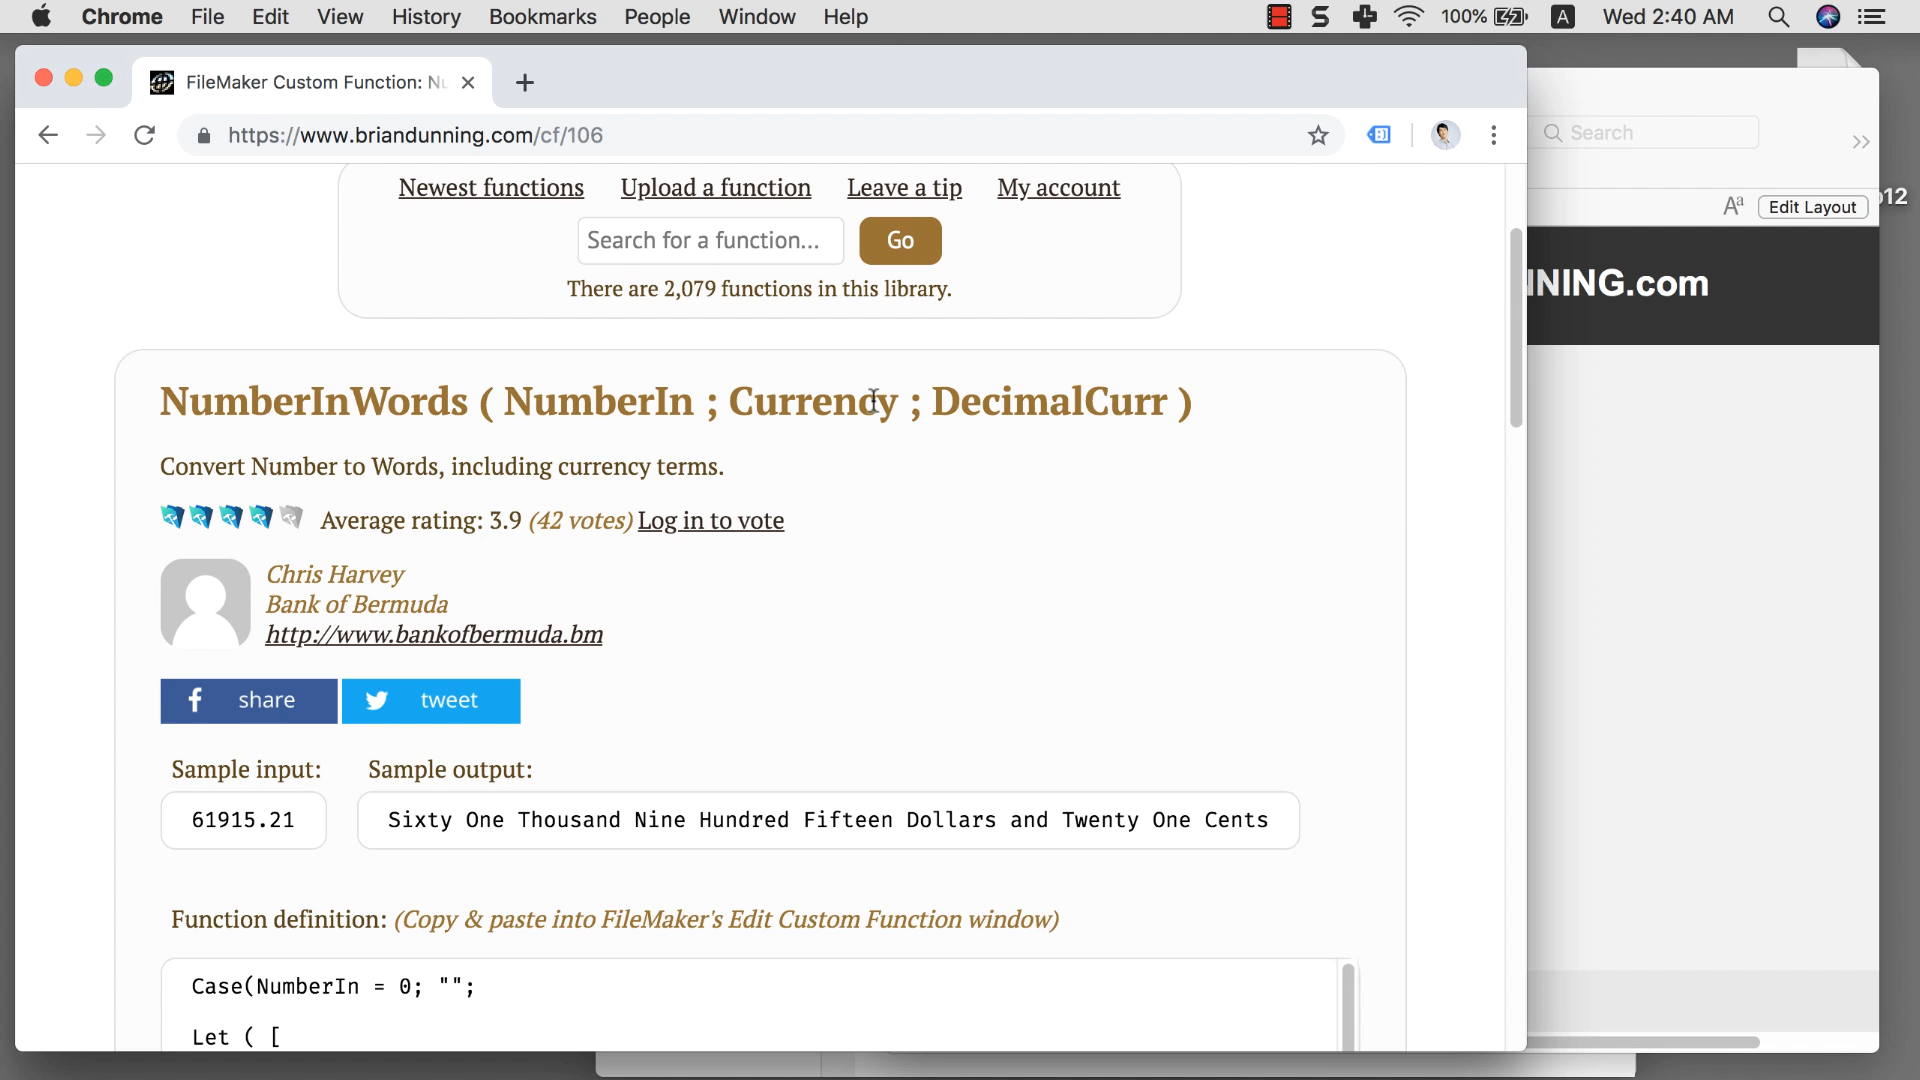 Chrome File Edit View History Bookmarks People Window Help
100% A Wed 2:40 AM
FileMaker Custom Function: Nu
https://www.briandunning.com/cf/106
Search
Edit Layout
NNING.com
Newest functions Upload a function Leave a tip My account
Search for a function... Go
There are 2,079 functions in this library.
NumberInWords ( NumberIn ; Currency ; DecimalCurr )
Convert Number to Words, including currency terms.
Average rating: 3.9 (42 votes) Log in to vote
Chris Harvey
Bank of Bermuda
http://www.bankofbermuda.bm
share tweet
Sample input: Sample output:
61915.21 Sixty One Thousand Nine Hundred Fifteen Dollars and Twenty One Cents
Function definition: (Copy & paste into FileMaker's Edit Custom Function window)
Case(NumberIn = 0; "";
Let ( [